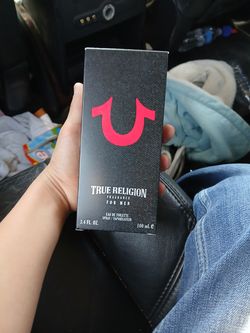 TRUE RELIGION
FRAGRANCE
FOR MEN
EAU DE TOILETTE
3.4 FL. OZ. SPRAY / VAPORISATEUR 100 mL ℮